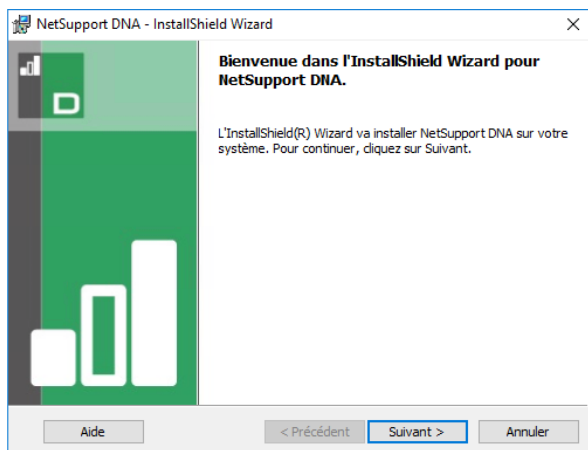 NetSupport DNA - InstallShield Wizard
D
Bienvenue dans l'InstallShield Wizard pour
NetSupport DNA.
L'InstallShield(R) Wizard va installer NetSupport DNA sur votre
système. Pour continuer, cliquez sur Suivant.
Aide
< Précédent
Suivant >
Annuler